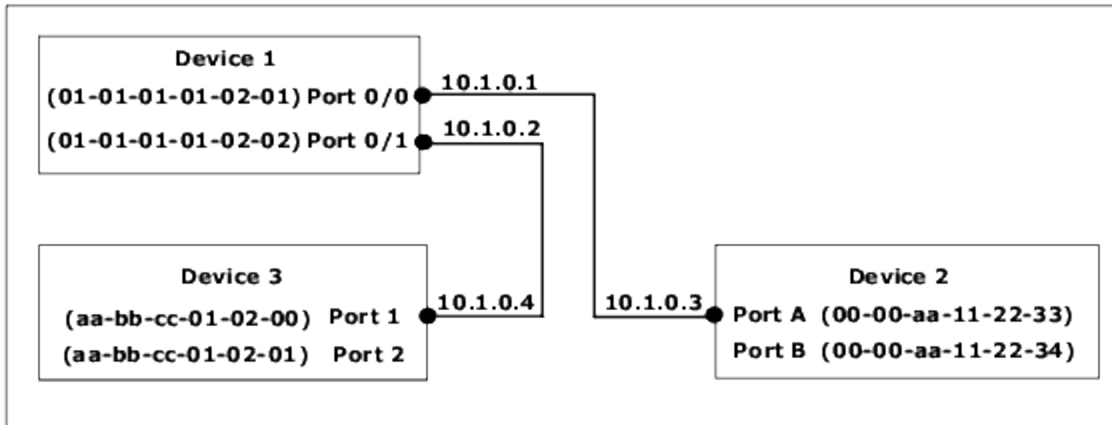 Device 1
(01-01-01-01-02-01) Port 0/0
10.1.0.1
(01-01-01-01-02-02) Port 0/1
10.1.0.2
Device 3
(aa-bb-cc-01-02-00) Port 1
10.1.0.4
(aa-bb-cc-01-02-01) Port 2
Device 2
10.1.0.3
Port A (00-00-aa-11-22-33)
Port B (00-00-aa-11-22-34)